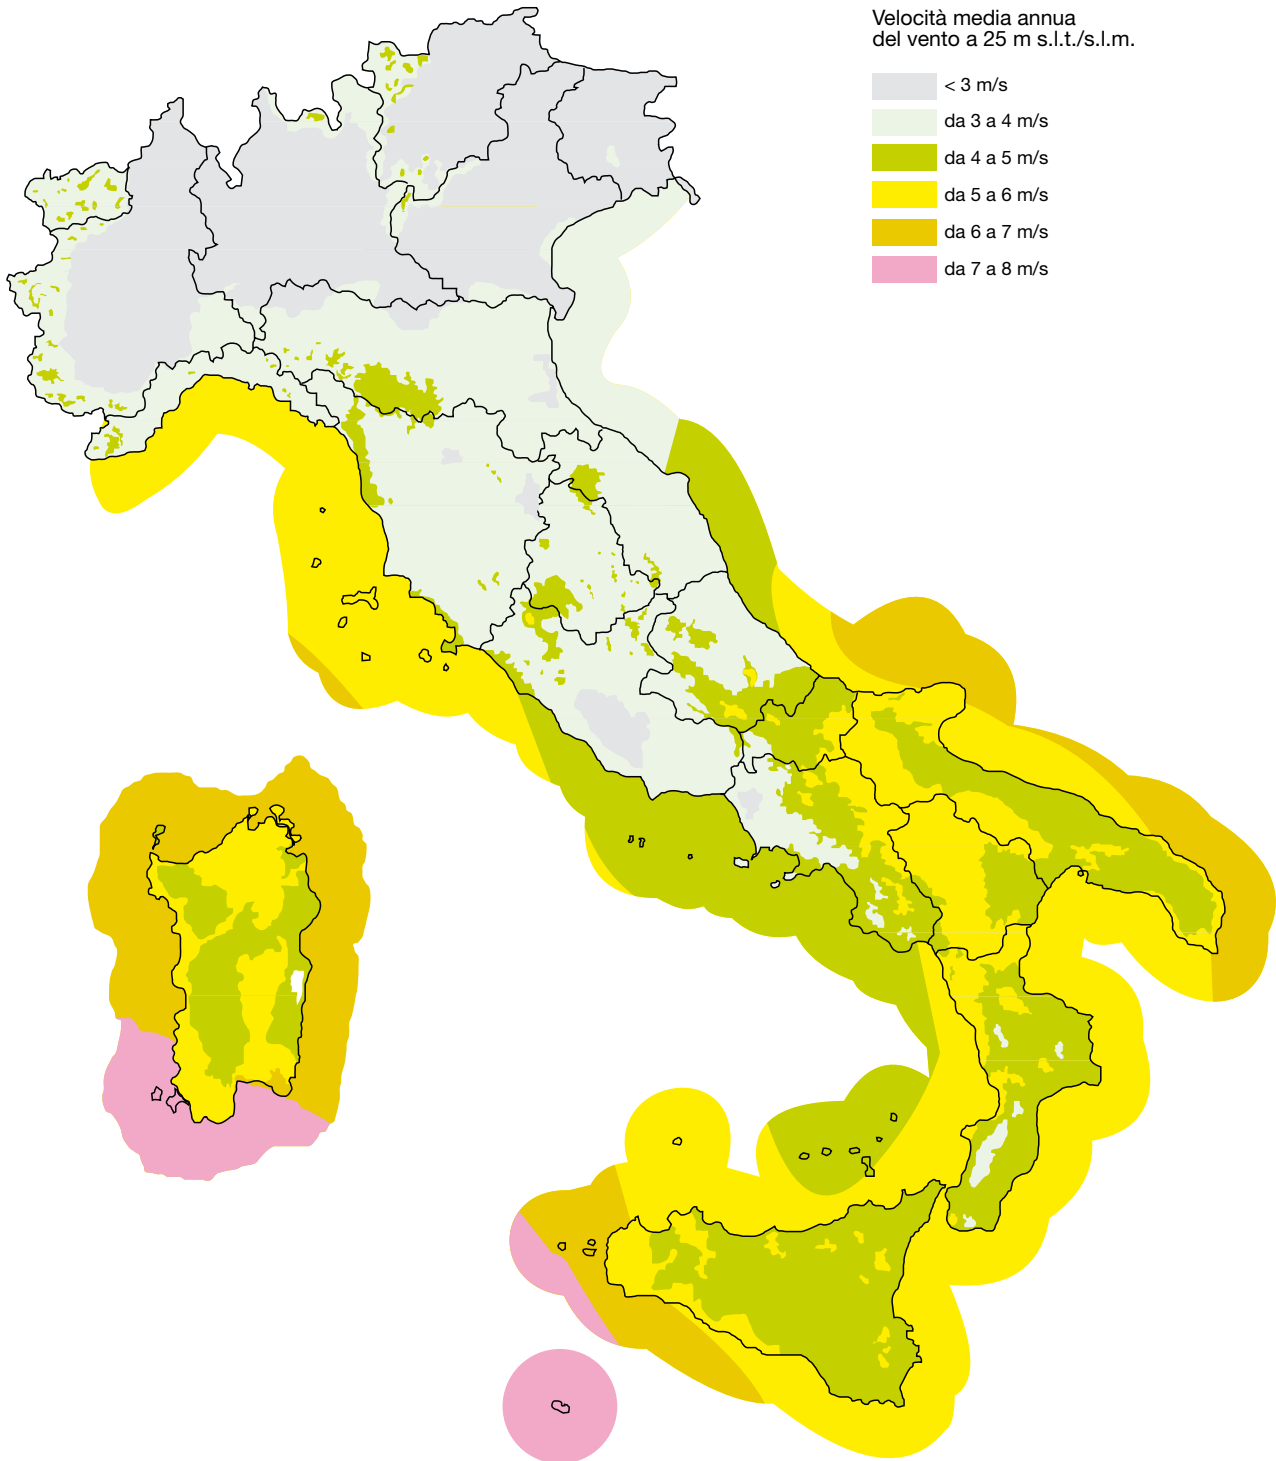 Velocità media annua
del vento a 25 m s.l.t./s.l.m.
< 3 m/s
da 3 a 4 m/s
da 4 a 5 m/s
da 5 a 6 m/s
da 6 a 7 m/s
da 7 a 8 m/s